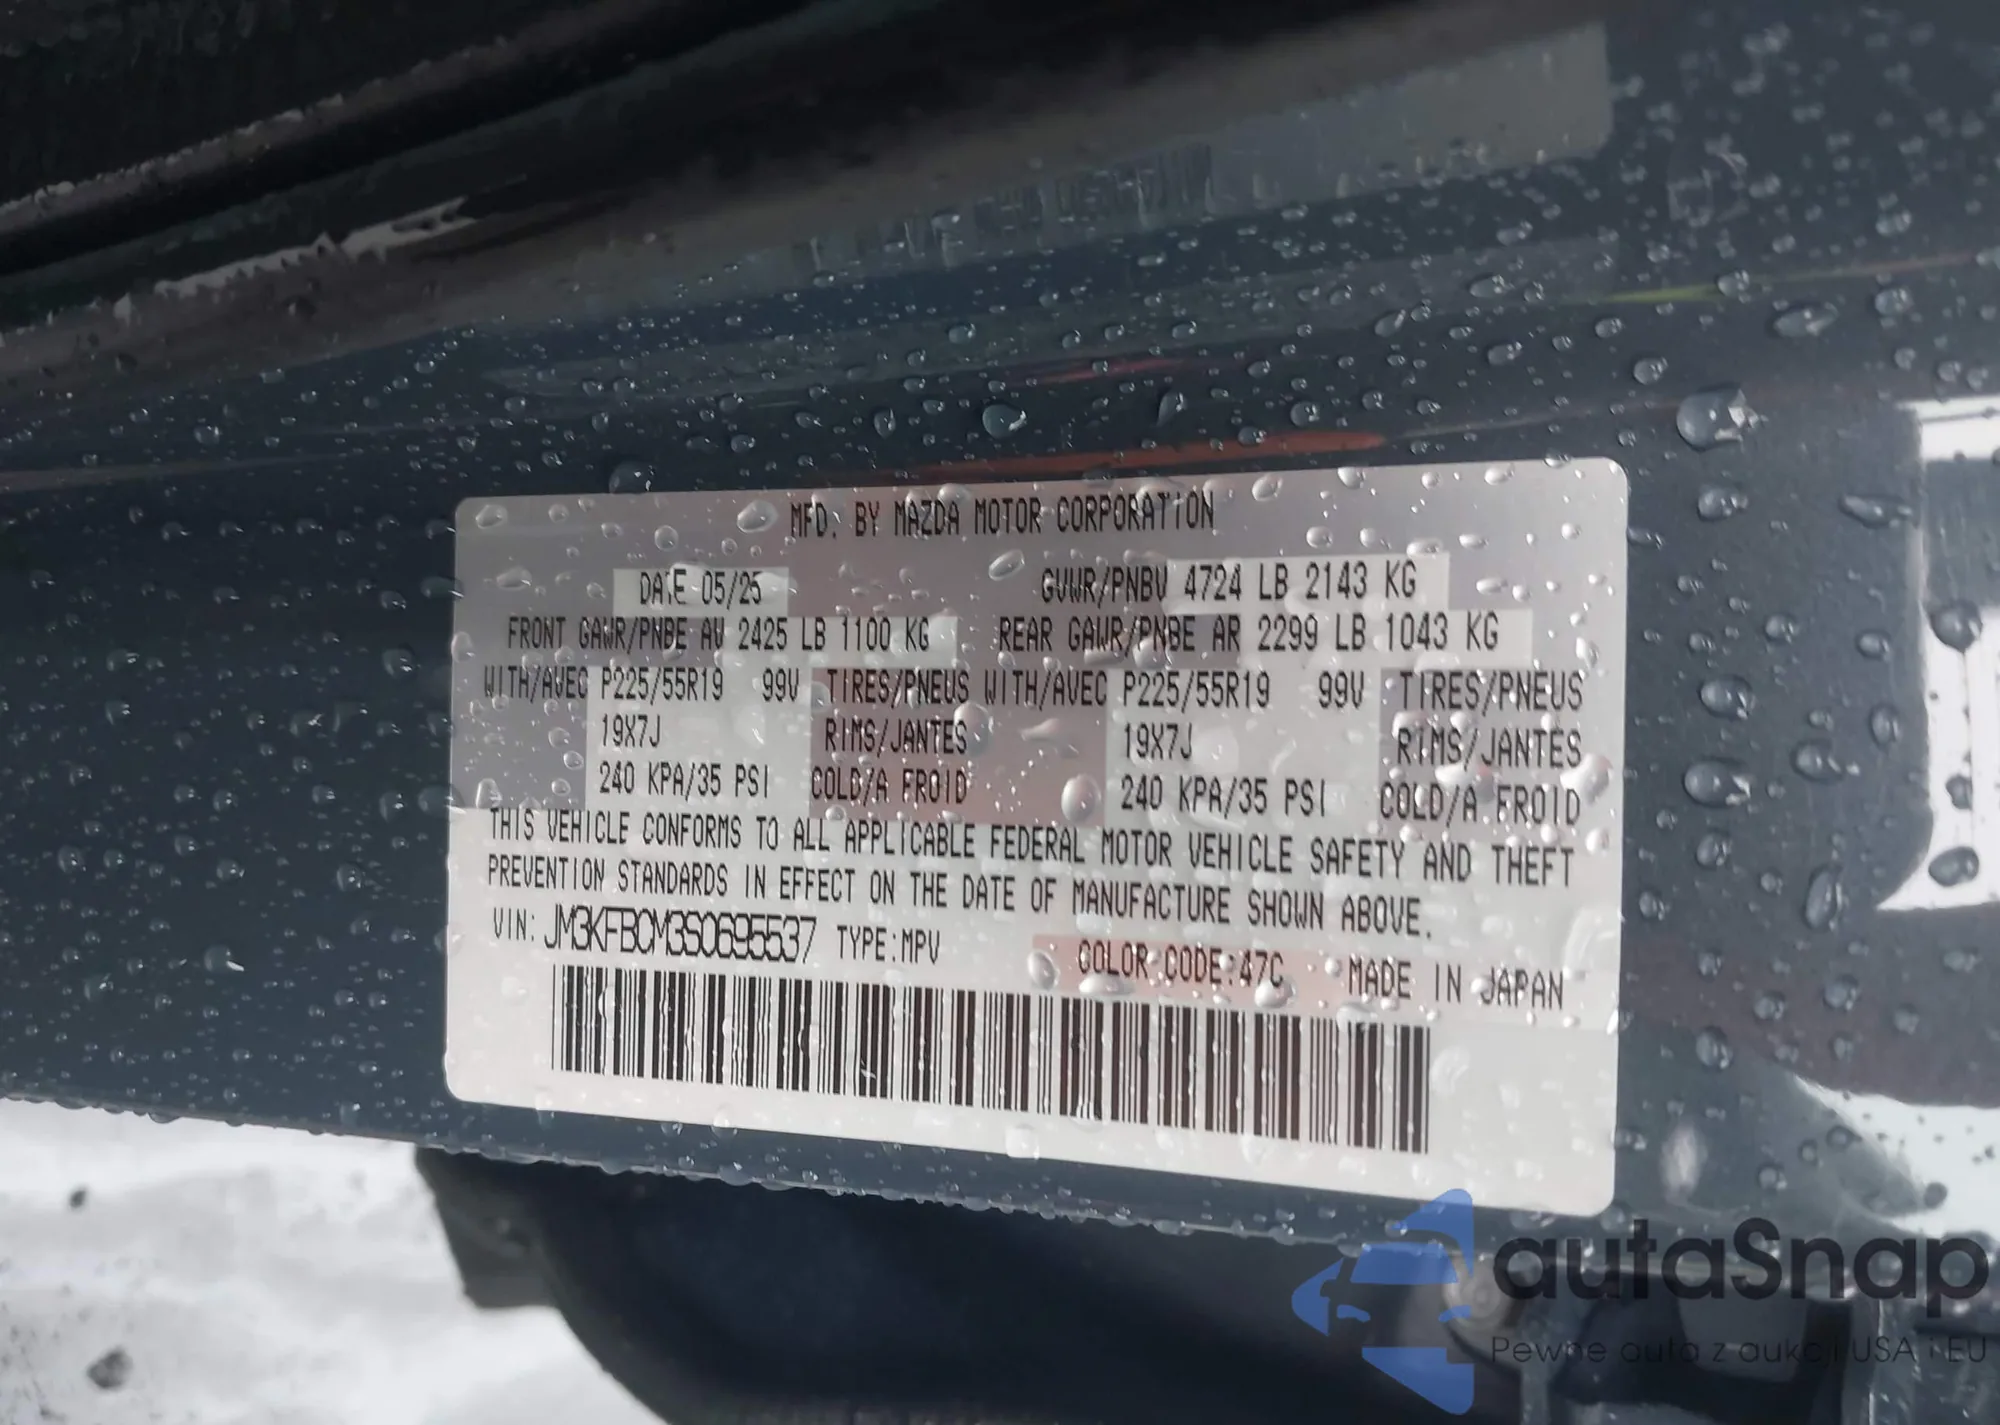 MFD. BY MAZDA MOTOR CORPORATION
DATE 05/25 GVWR/PNBV 4724 LB 2143 KG
FRONT GAWR/PNBE AV 2425 LB 1100 KG REAR GAWR/PNBE AR 2299 LB 1043 KG
WITH/AVEC P225/55R19 99V TIRES/PNEUS WITH/AVEC P225/55R19 99V TIRES/PNEUS
19X7J RIMS/JANTES 19X7J RIMS/JANTES
240 KPA/35 PSI COLD/A FROID 240 KPA/35 PSI COLD/A FROID
THIS VEHICLE CONFORMS TO ALL APPLICABLE FEDERAL MOTOR VEHICLE SAFETY AND THEFT
PREVENTION STANDARDS IN EFFECT ON THE DATE OF MANUFACTURE SHOWN ABOVE.
VIN: JM3KFBCM3S0695537 TYPE:MPV COLOR CODE:47C MADE IN JAPAN
autaSnap
Pewne auta z aukcji USA i EU